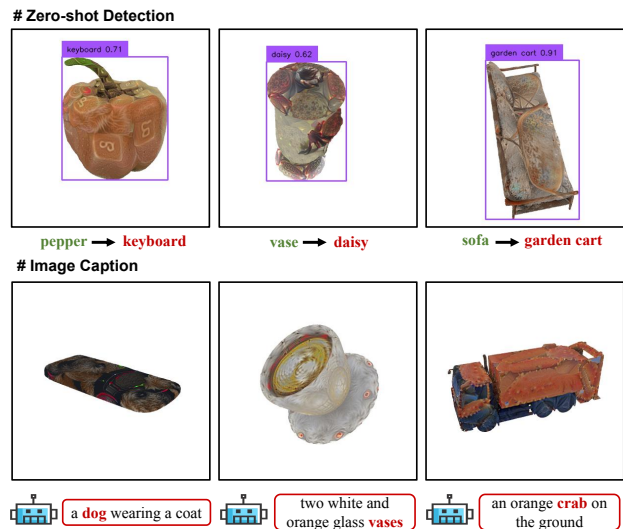 # Zero-shot Detection
keyboard 0.71
daisy 0.62
garden cart 0.91
pepper → keyboard
vase → daisy
sofa → garden cart
# Image Caption
a dog wearing a coat
two white and
orange glass vases
an orange crab on
the ground